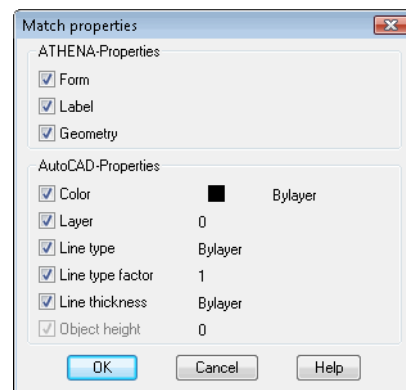 Match properties
ATHENA-Properties
Form
Label
Geometry
AutoCAD-Properties
Color Bylayer
Layer 0
Line type Bylayer
Line type factor 1
Line thickness Bylayer
Object height 0
OK Cancel Help